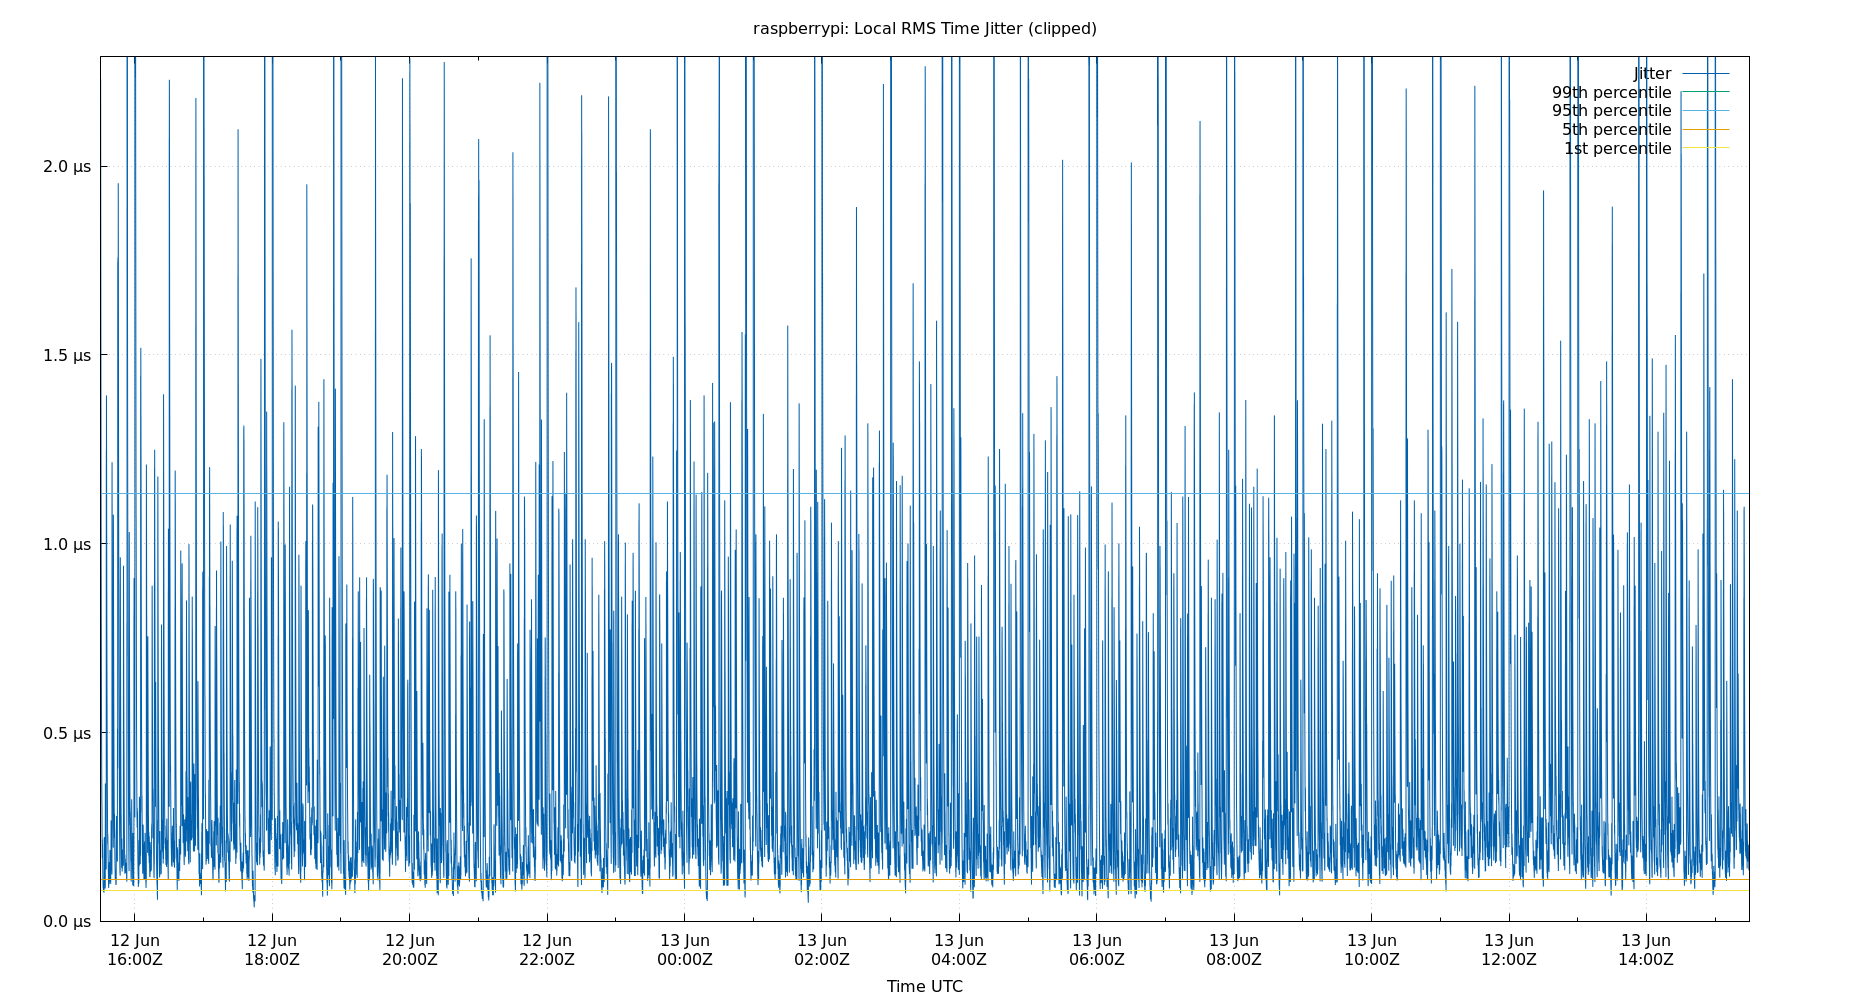 raspberrypi: Local RMS Time Jitter (clipped)
Jitter
99th percentile
95th percentile
5th percentile
1st percentile
2.0 µs
1.5 µs
1.0 µs
0.5 µs
0.0 µs
12 Jun 12 Jun 12 Jun 12 Jun 13 Jun 13 Jun 13 Jun 13 Jun 13 Jun 13 Jun 13 Jun 13 Jun
16:00Z 18:00Z 20:00Z 22:00Z 00:00Z 02:00Z 04:00Z 06:00Z 08:00Z 10:00Z 12:00Z 14:00Z
Time UTC